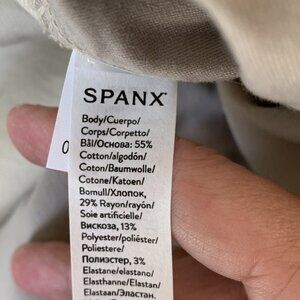 SPANX
Body/Cuerpo/
Corps/Corpetto/
Bål/Основа: 55%
Cotton/algodón/
Coton/Baumwolle/
Cotone/Katoen/
Bomull/Хлопок,
29% Rayon/rayón/
Soie artificielle/
Вискоза, 13%
Polyester/poliéster/
Poliestere/
Полиэстер, 3%
Elastane/elastano/
Elasthanne/Elastan/
Elastaan/Эластан.
0